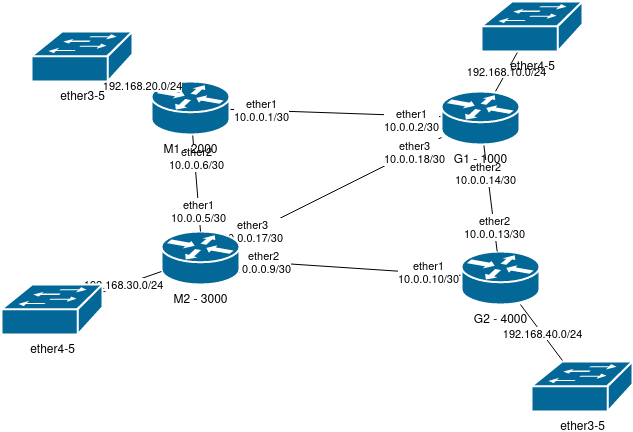 ether4-5
192.168.10.0/24
192.168.20.0/24
ether3-5
ether1
10.0.0.1/30
ether1
10.0.0.2/30
M1 - 2000
ether2
10.0.0.6/30
ether3
10.0.0.18/30
G1 - 1000
ether2
10.0.0.14/30
ether1
10.0.0.5/30
ether3
0.0.17/30
ether2
10.0.0.13/30
ether2
0.0.0.9/30
ether1
10.0.0.10/30
192.168.30.0/24
M2 - 3000
G2 - 4000
192.168.40.0/24
ether4-5
ether3-5